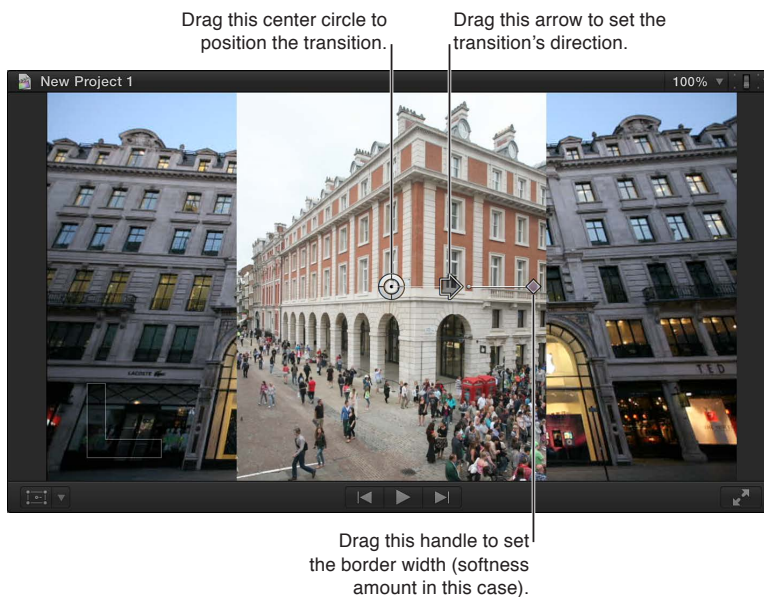 Drag this center circle to
position the transition.
Drag this arrow to set the
transition’s direction.
New Project 1
100%
LACOSTE
TED
Drag this handle to set
the border width (softness
amount in this case).